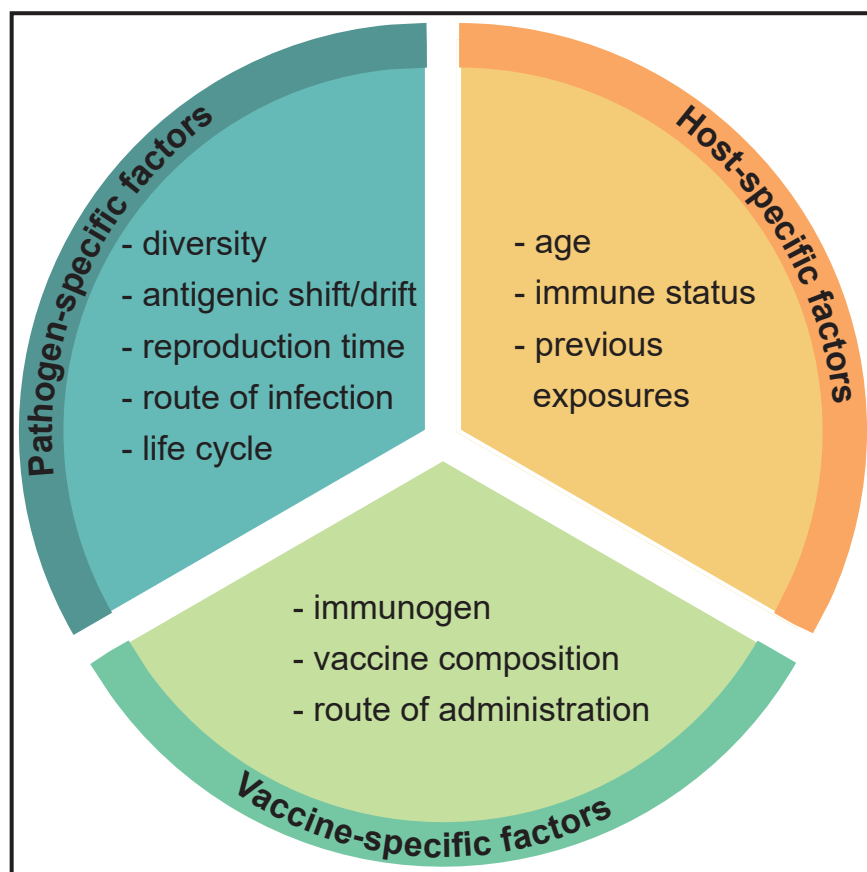 Pathogen-specific factors
- diversity
- antigenic shift/drift
- reproduction time
- route of infection
- life cycle
Host-specific factors
- age
- immune status
- previous
exposures
- immunogen
- vaccine composition
- route of administration
Vaccine-specific factors